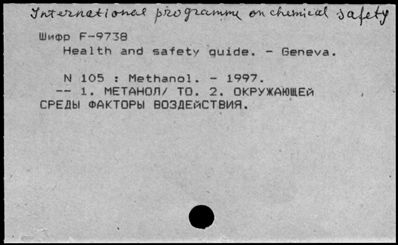 International programme on chemical safety
Шифр F-9738
Health and safety guide. - Geneva.
N 105 : Methanol. - 1997.
-- 1. МЕТАНОЛ/ ТО. 2. ОКРУЖАЮЩЕЙ
СРЕДЫ ФАКТОРЫ ВОЗДЕЙСТВИЯ.